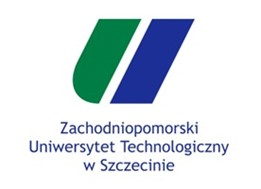 Zachodniopomorski
Uniwersytet Technologiczny
w Szczecinie